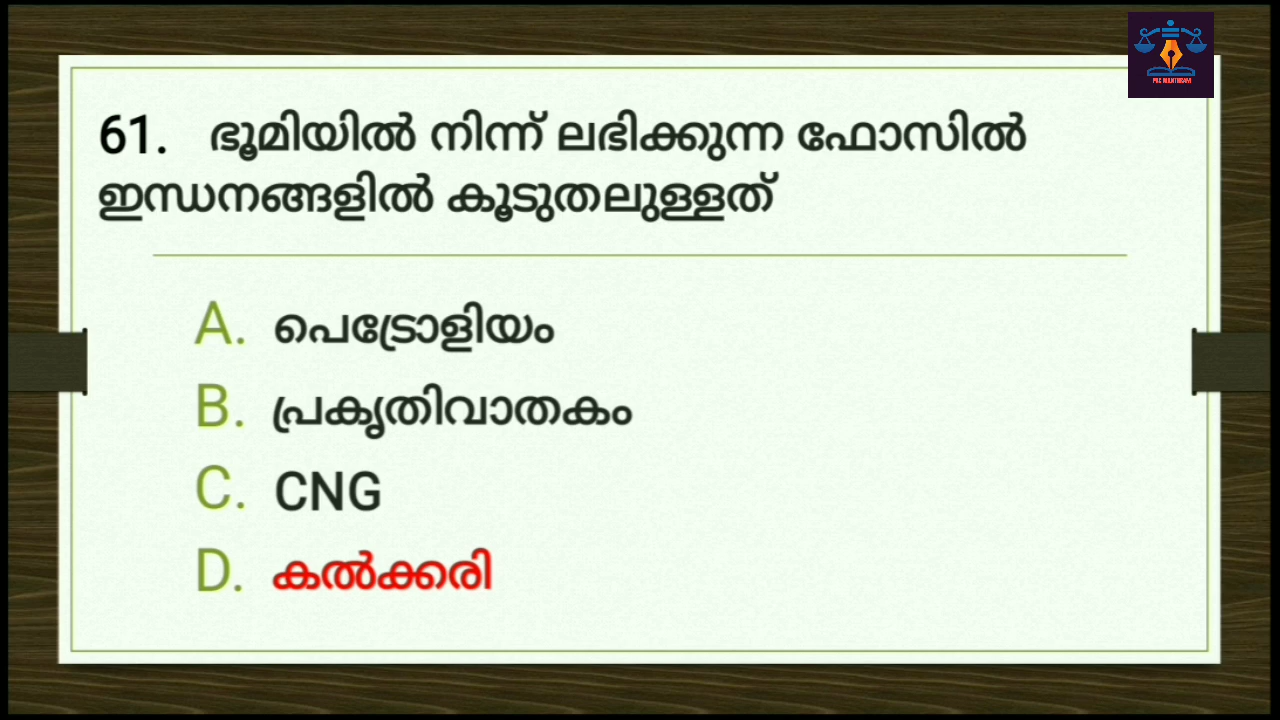 61. ഭൂമിയിൽ നിന്ന് ലഭിക്കുന്ന ഫോസിൽ
ഇന്ധനങ്ങളിൽ കൂടുതലുള്ളത്
A. പെട്രോളിയം
B. പ്രകൃതിവാതകം
C. CNG
D. കൽക്കരി